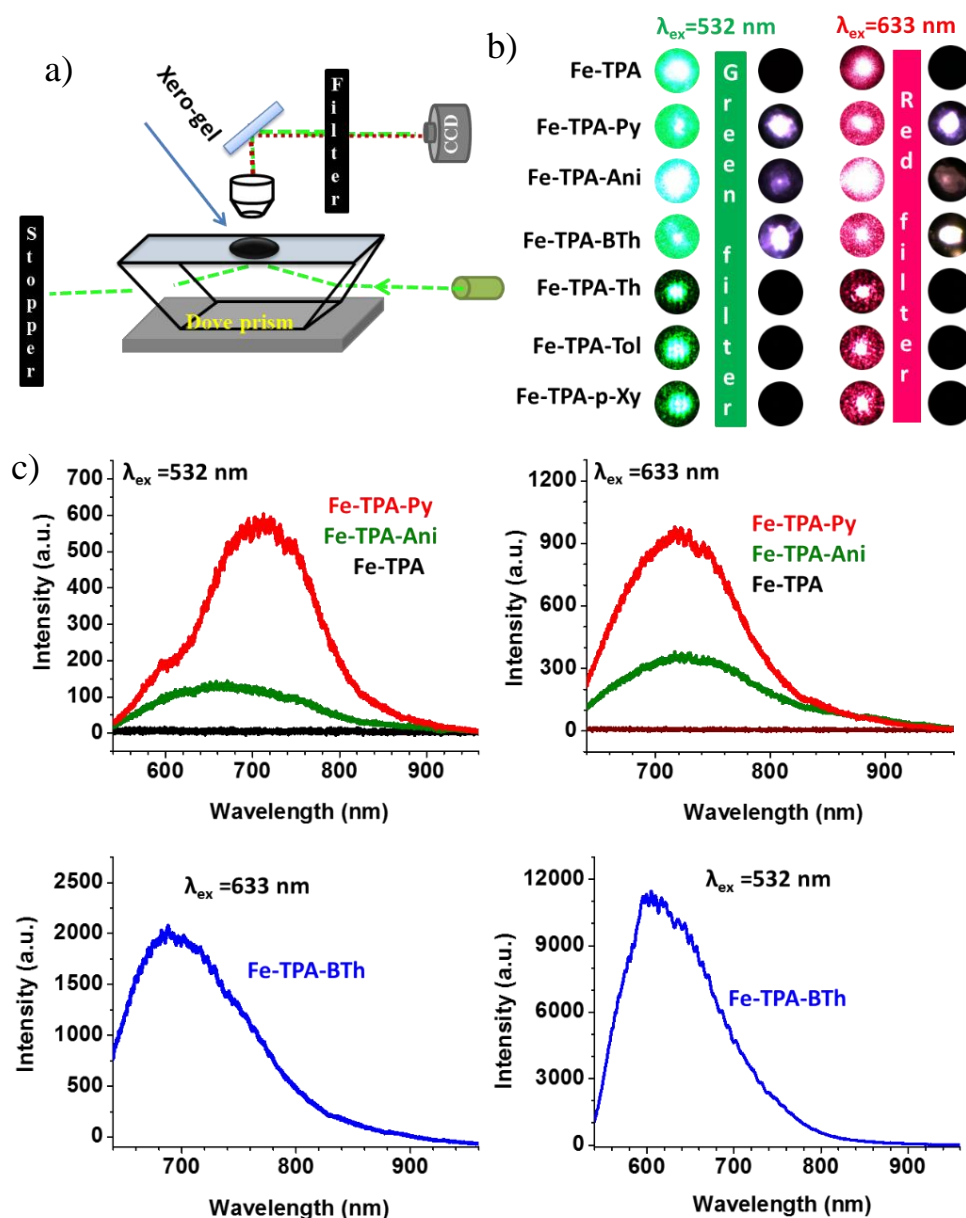 a)
Xero-gel
Filter
CCD
Stopper
Dove prism
b)
λex=532 nm
λex=633 nm
Fe-TPA
Fe-TPA-Py
Fe-TPA-Ani
Fe-TPA-BTh
Fe-TPA-Th
Fe-TPA-Tol
Fe-TPA-p-Xy
Green filter
Red filter
c)
λex =532 nm
Fe-TPA-Py
Fe-TPA-Ani
Fe-TPA
Intensity (a.u.)
700
600
500
400
300
200
100
0
600 700 800 900
Wavelength (nm)
λex =633 nm
Fe-TPA-Py
Fe-TPA-Ani
Fe-TPA
Intensity (a.u.)
1200
900
600
300
0
700 800 900
Wavelength (nm)
λex =633 nm
Fe-TPA-BTh
Intensity (a.u.)
2500
2000
1500
1000
500
0
700 800 900
Wavelength (nm)
λex =532 nm
Fe-TPA-BTh
Intensity (a.u.)
12000
9000
6000
3000
0
600 700 800 900
Wavelength (nm)